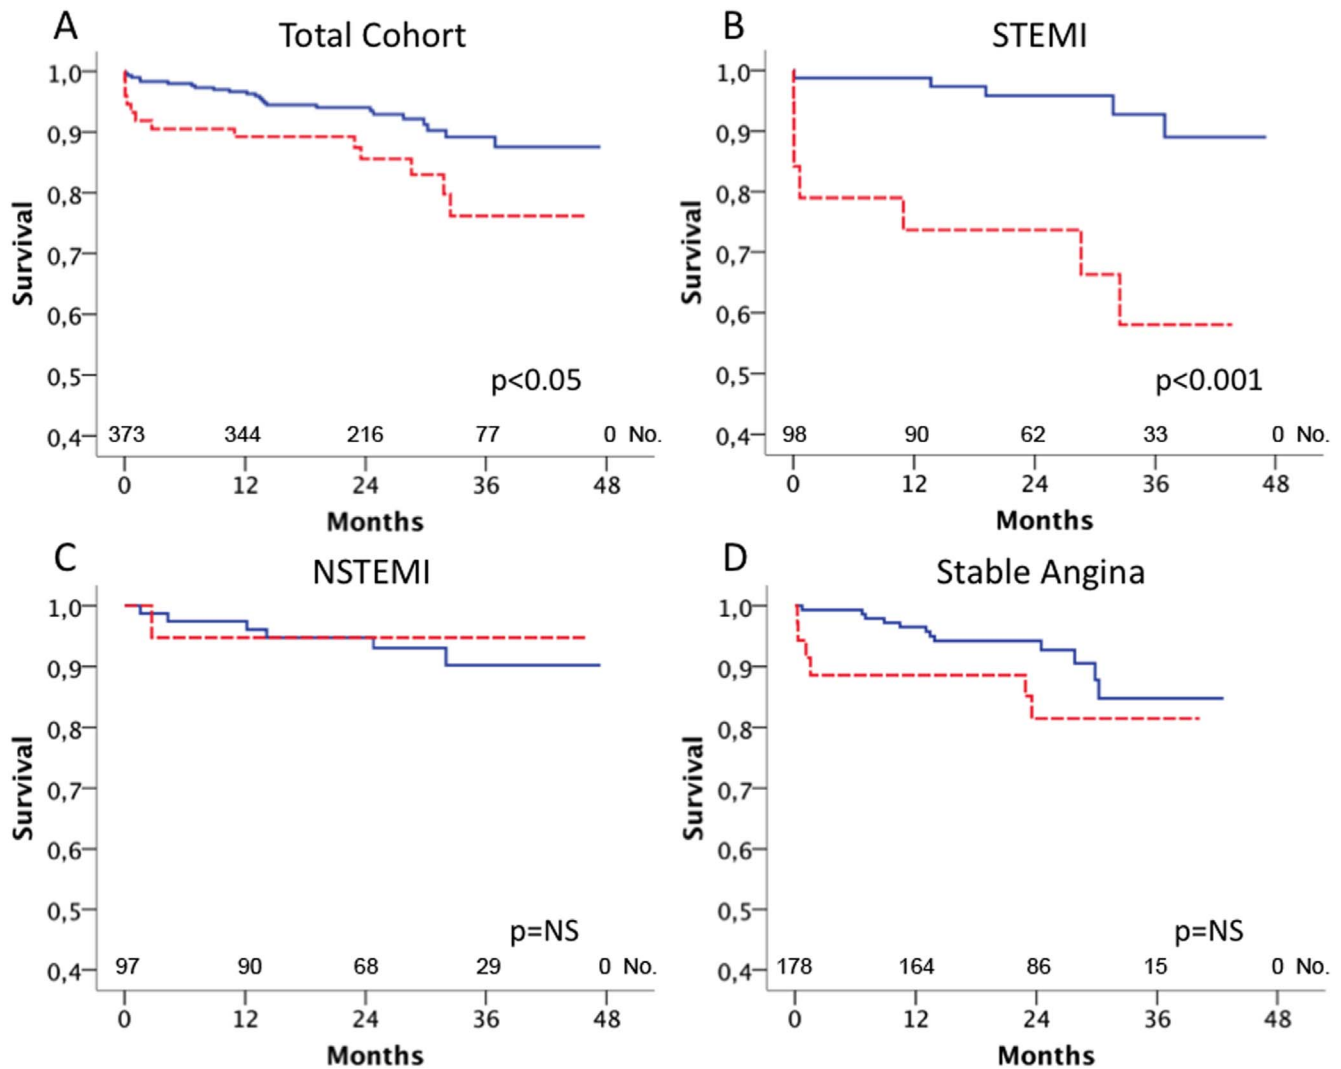 A
Total Cohort
1,0
0,9
0,8
0,7
0,6
0,5
0,4
Survival
p<0.05
373 344 216 77 0 No.
0 12 24 36 48
Months
B
STEMI
1,0
0,9
0,8
0,7
0,6
0,5
0,4
Survival
p<0.001
98 90 62 33 0 No.
0 12 24 36 48
Months
C
NSTEMI
1,0
0,9
0,8
0,7
0,6
0,5
0,4
Survival
p=NS
97 90 68 29 0 No.
0 12 24 36 48
Months
D
Stable Angina
1,0
0,9
0,8
0,7
0,6
0,5
0,4
Survival
p=NS
178 164 86 15 0 No.
0 12 24 36 48
Months